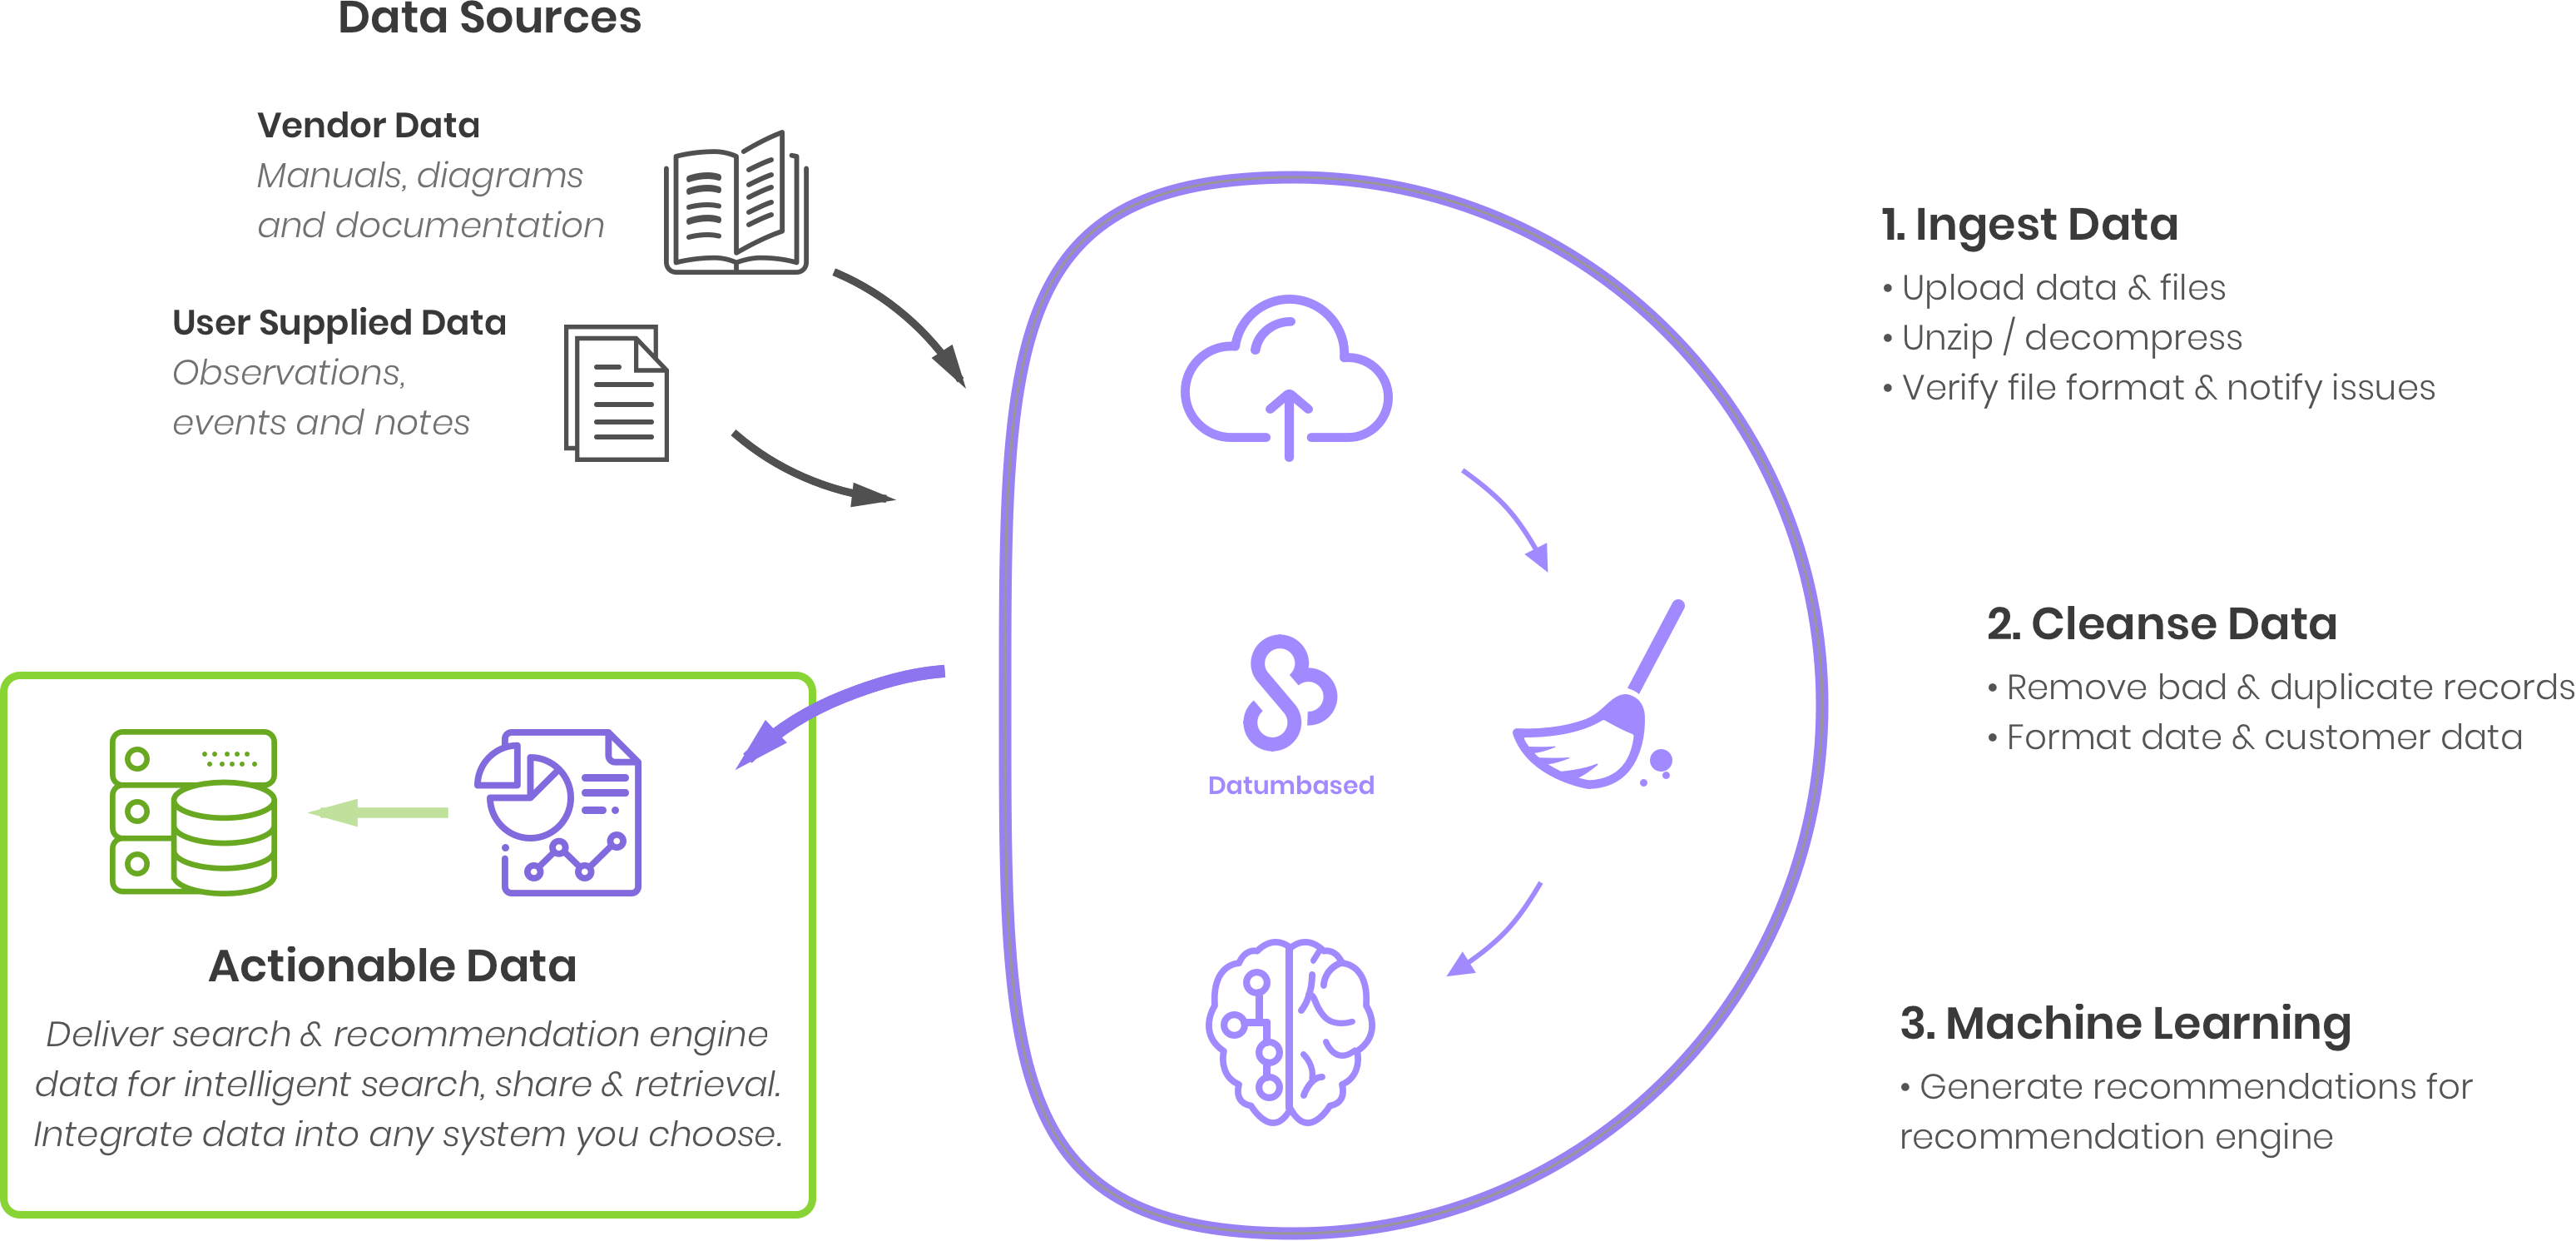 Data Sources
Vendor Data
Manuals, diagrams
and documentation
User Supplied Data
Observations,
events and notes
1. Ingest Data
• Upload data & files
• Unzip / decompress
• Verify file format & notify issues
Datumbased
2. Cleanse Data
• Remove bad & duplicate records
• Format date & customer data
3. Machine Learning
• Generate recommendations for
recommendation engine
Actionable Data
Deliver search & recommendation engine
data for intelligent search, share & retrieval.
Integrate data into any system you choose.